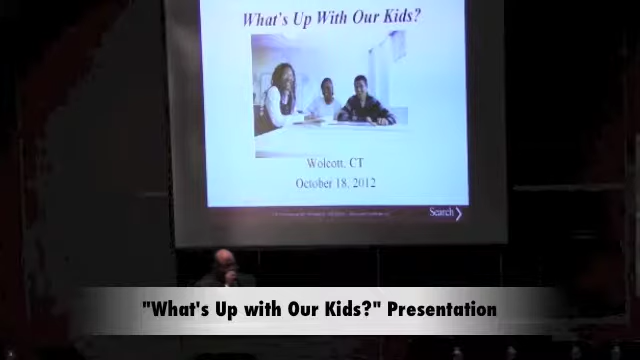 What's Up With Our Kids?
Wolcott, CT
October 18, 2012
Search
"What's Up with Our Kids?" Presentation